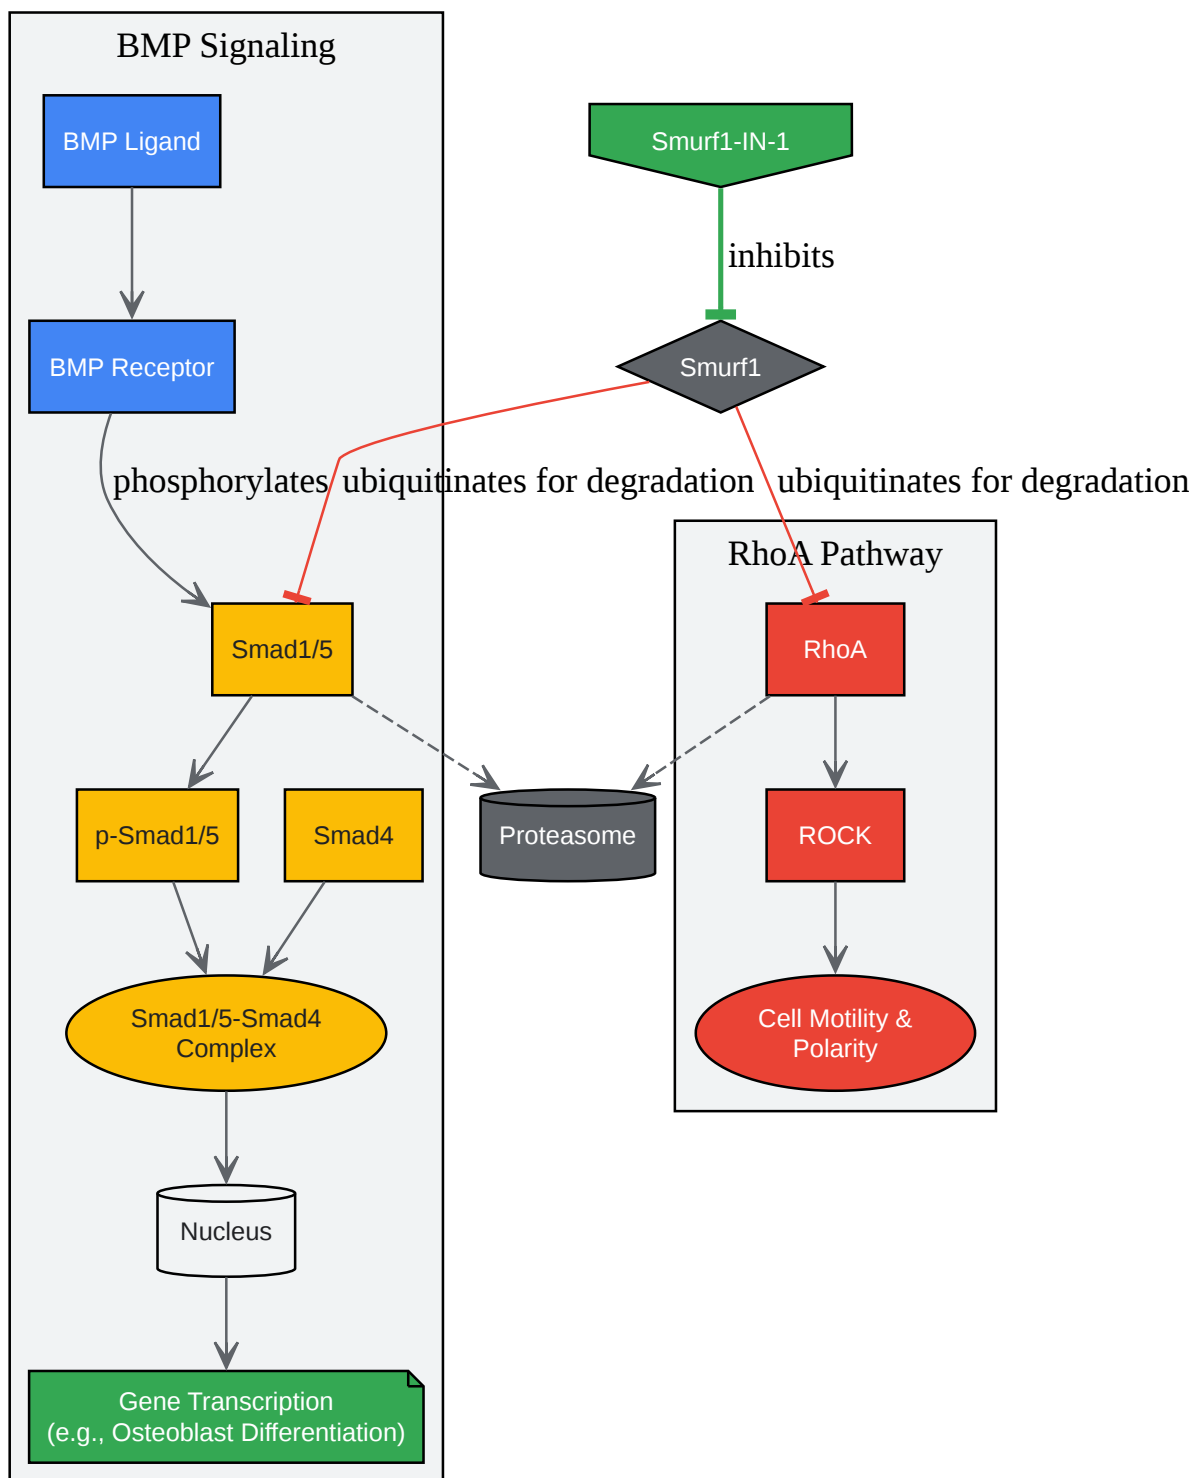 BMP Signaling
BMP Ligand
Smurf1-IN-1
inhibits
BMP Receptor
Smurf1
phosphorylates
ubiquitinates for degradation
ubiquitinates for degradation
RhoA Pathway
Smad1/5
RhoA
p-Smad1/5
Smad4
Proteasome
ROCK
Smad1/5-Smad4
Complex
Cell Motility &
Polarity
Nucleus
Gene Transcription
(e.g., Osteoblast Differentiation)